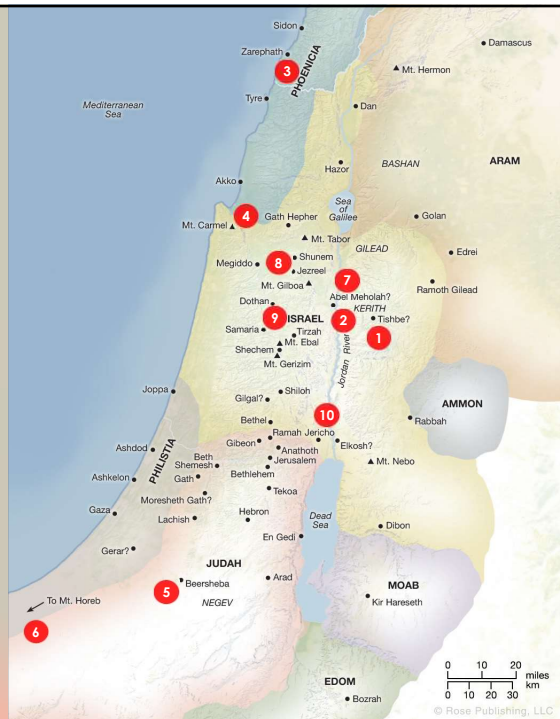 Sidon
Damascus
Zarephath
3
PHOENICIA
Mt. Hermon
Mediterranean
Sea
Tyre
Dan
Hazor
BASHAN
ARAM
Akko
Sea
of
Galilee
4
Gath Hepher
Golan
Mt. Carmel
Mt. Tabor
GILEAD
Edrei
8
Shunem
Megiddo
Jezreel
7
Ramoth Gilead
Mt. Gilboa
Abel Meholah?
Dothan
KERITH
9
ISRAEL
2
Tishbe?
Samaria
Tirzah
1
Mt. Ebal
Shechem
Mt. Gerizim
Jordan River
Joppa
Shiloh
Gilgal?
AMMON
10
Bethel
Rabbah
Ramah
Jericho
Gibeon
Elkosh?
Ashdod
PHILISTIA
Anathoth
Beth
Shemesh
Jerusalem
Mt. Nebo
Ashkelon
Gath
Bethlehem
Moresheth Gath?
Tekoa
Gaza
Lachish
Hebron
Dead
Sea
Dibon
En Gedi
Gerar?
JUDAH
Beersheba
Arad
MOAB
5
NEGEV
Kir Hareseth
To Mt. Horeb
6
EDOM
Bozrah
0 10 20
miles
km
0 10 20 30
© Rose Publishing, LLC